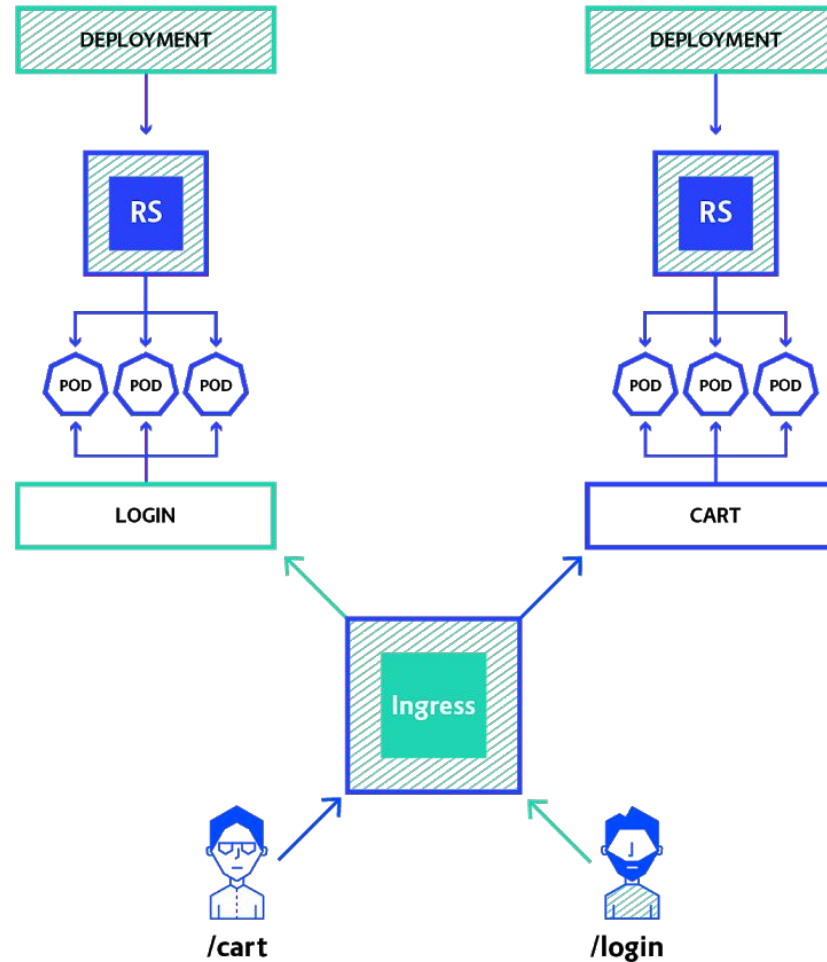 DEPLOYMENT
DEPLOYMENT
RS
RS
POD
POD
POD
POD
POD
POD
LOGIN
CART
Ingress
/cart
/login